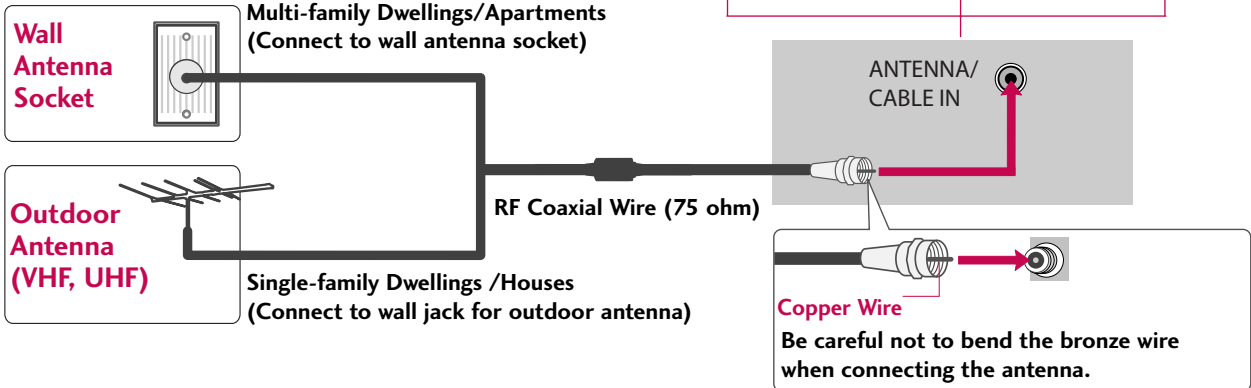 Multi-family Dwellings/Apartments
(Connect to wall antenna socket)
Wall
Antenna
Socket
ANTENNA/
CABLE IN
RF Coaxial Wire (75 ohm)
Outdoor
Antenna
(VHF, UHF)
Single-family Dwellings /Houses
(Connect to wall jack for outdoor antenna)
Copper Wire
Be careful not to bend the bronze wire
when connecting the antenna.